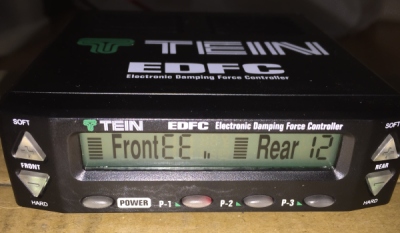 TEIN
EDFC
Electronic Damping Force Controller
SOFT TEIN EDFC Electronic Damping Force Controller SOFT
FRONT FrontEE Rear 12 REAR
HARD POWER P-1 P-2 P-3 HARD